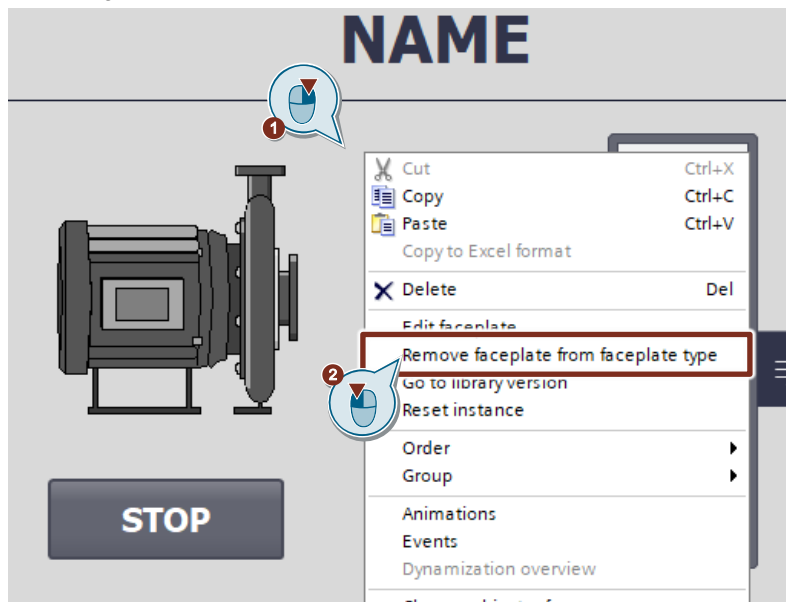 NAME
1
Cut Ctrl+X
Copy Ctrl+C
Paste Ctrl+V
Copy to Excel format
Delete Del
Edit faceplate
Remove faceplate from faceplate type
2
Go to library version
Reset instance
Order
Group
STOP
Animations
Events
Dynamization overview